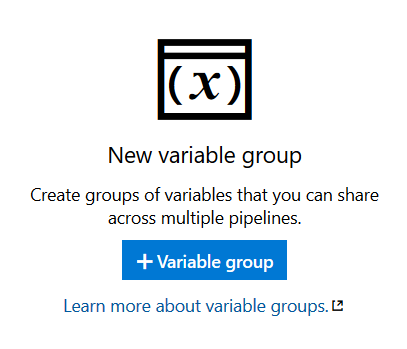 (x)
New variable group
Create groups of variables that you can share
across multiple pipelines.
+ Variable group
Learn more about variable groups.